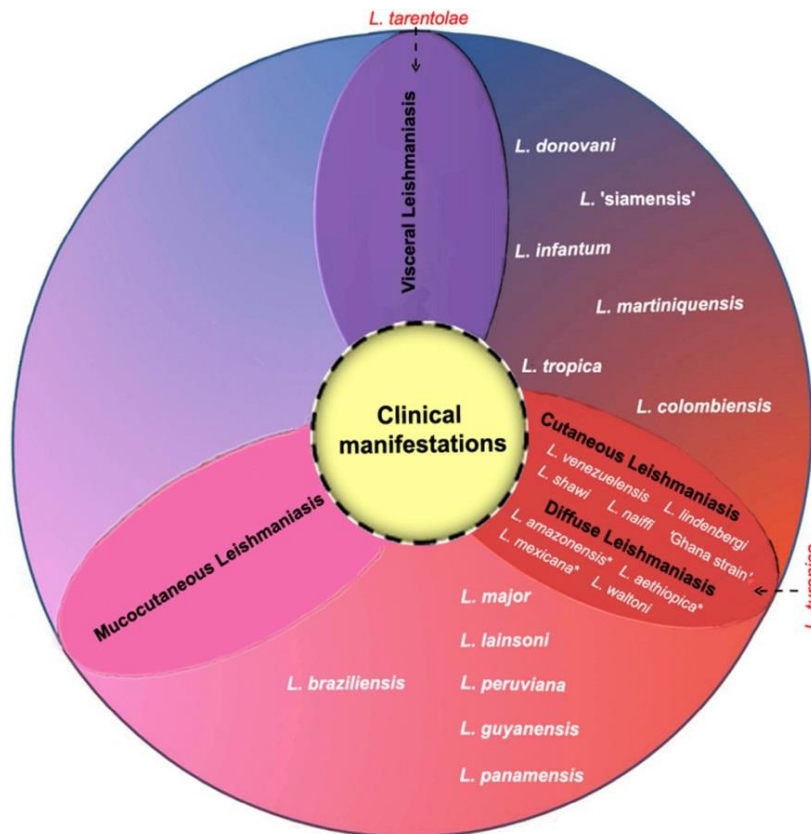 L. tarentolae
Visceral Leishmaniasis
L. donovani
L. 'siamensis'
L. infantum
L. martiniquensis
L. tropica
L. colombiensis
Clinical
manifestations
Cutaneous Leishmaniasis
L. venezuelensis
L. lindenbergi
L. shawi
L. naiffi
'Ghana strain'
Diffuse Leishmaniasis
L. amazonensis*
L. aethiopica*
L. mexicana*
L. waltoni
Mucocutaneous Leishmaniasis
L. major
L. lainsoni
L. braziliensis
L. peruviana
L. guyanensis
L. panamensis